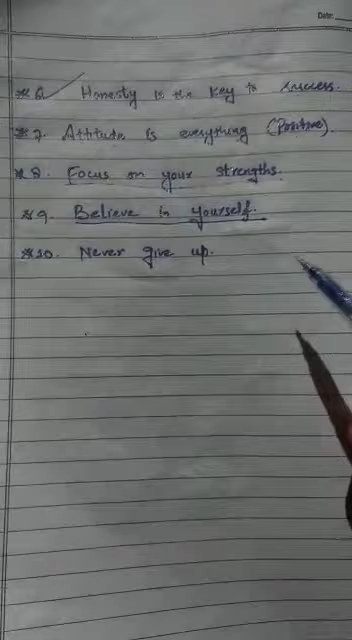 Date:
*6. Honesty is the key to success.
*7. Attitude is everything (Positive).
*8. Focus on your strengths.
*9. Believe in yourself.
*10. Never give up.